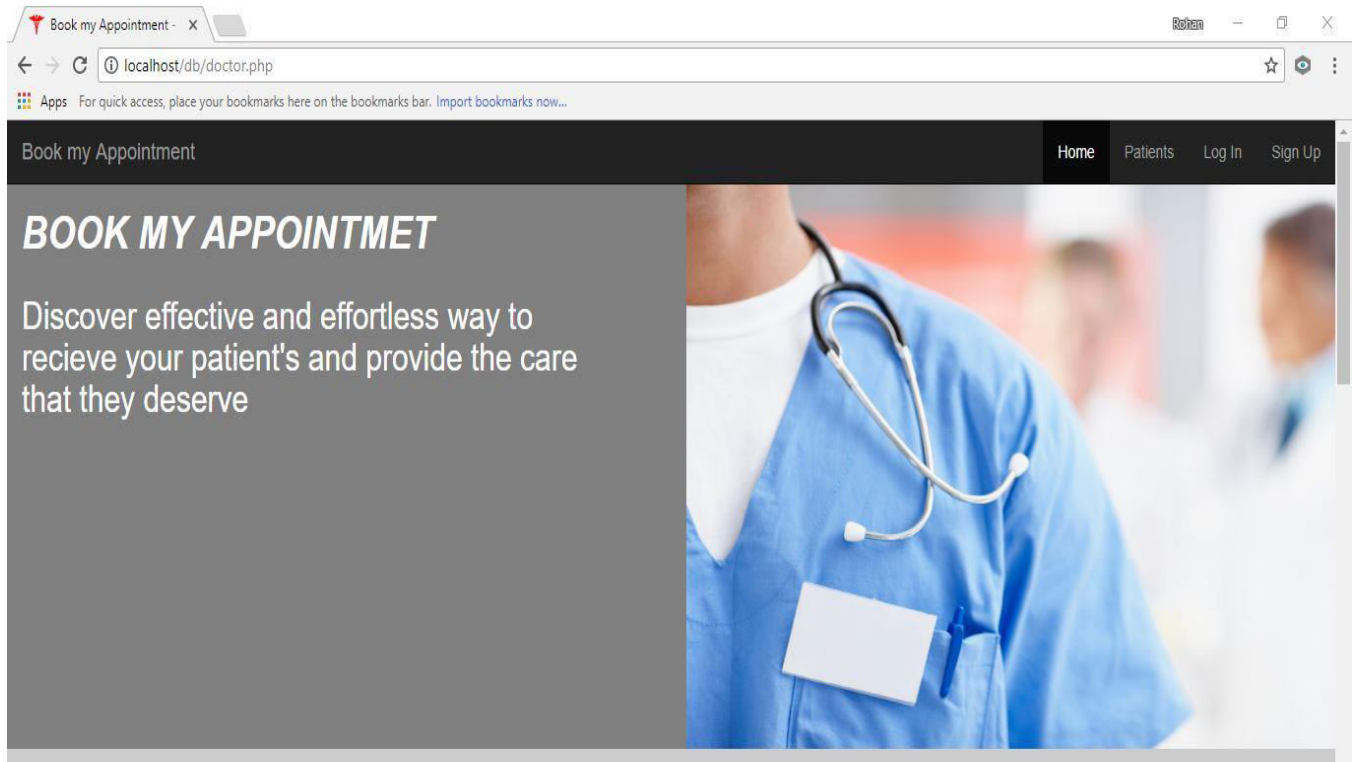 Book my Appointment -
Rohan
localhost/db/doctor.php
Apps For quick access, place your bookmarks here on the bookmarks bar. Import bookmarks now...
Book my Appointment Home Patients Log In Sign Up
BOOK MY APPOINTMET
Discover effective and effortless way to
recieve your patient's and provide the care
that they deserve